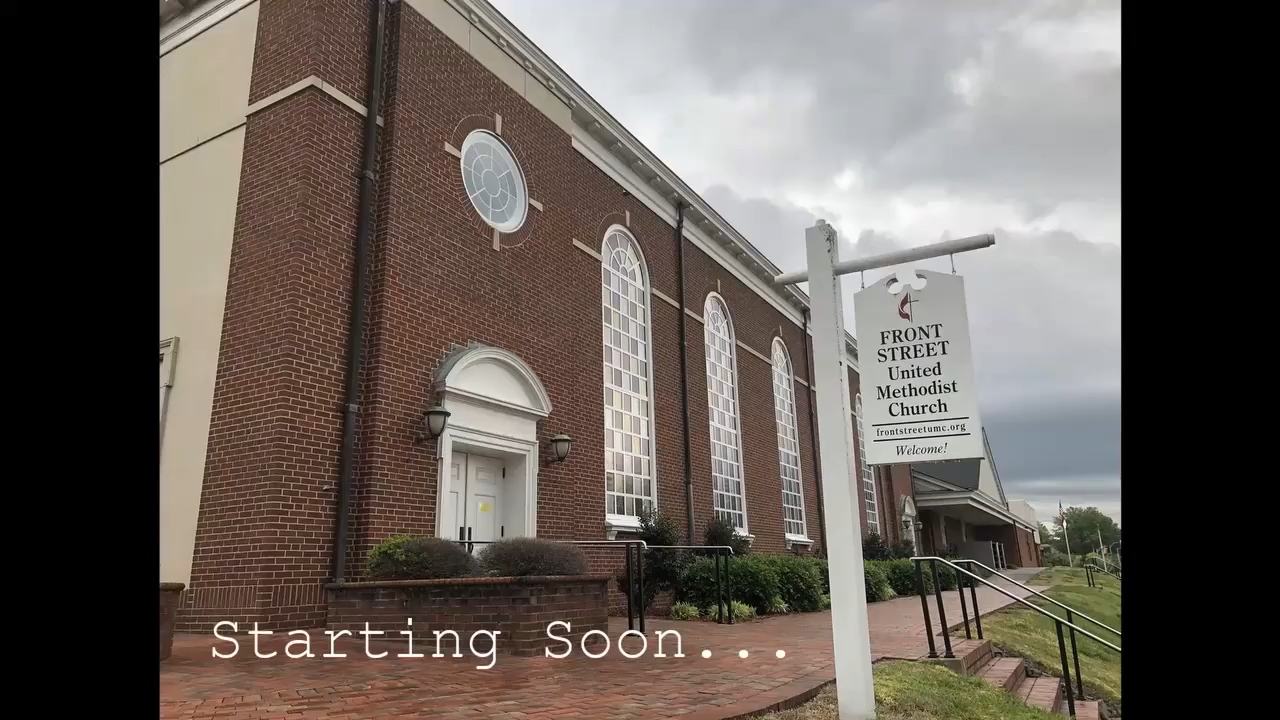 FRONT
STREET
United
Methodist
Church
frontstreetumc.org
Welcome!
Starting Soon...